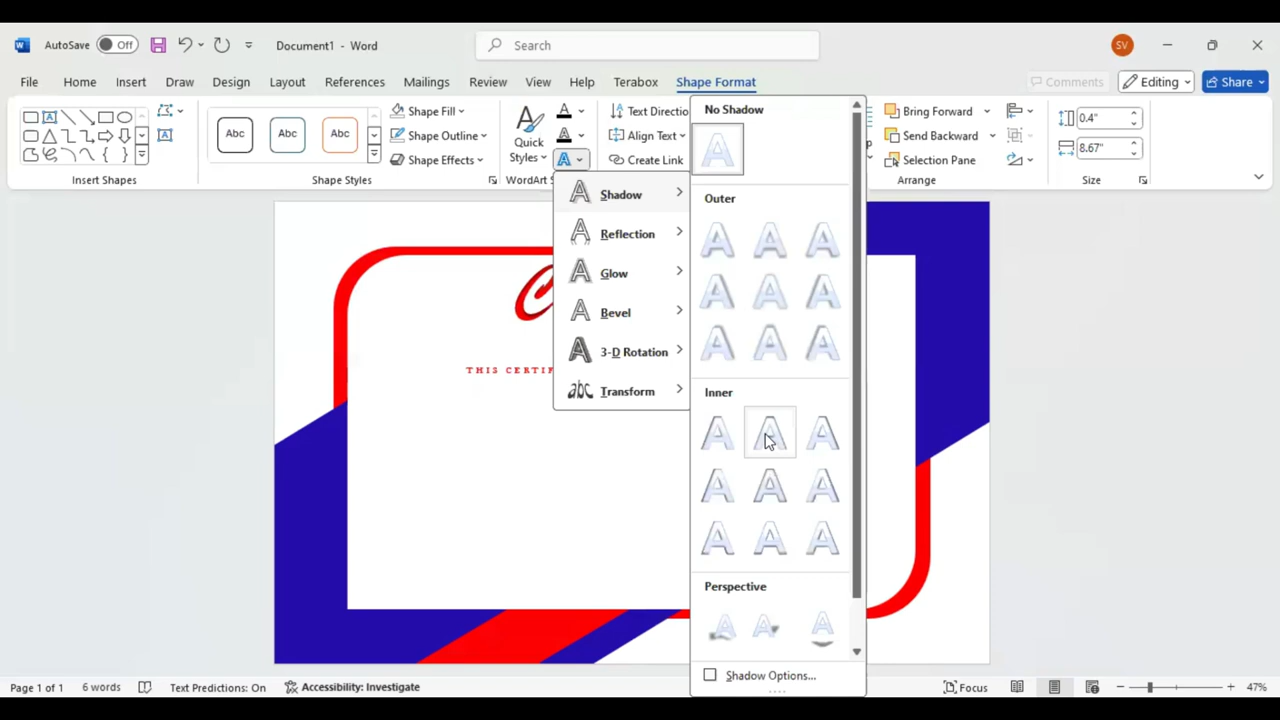 AutoSave Off Document1 - Word Search SV
File Home Insert Draw Design Layout References Mailings Review View Help Terabox Shape Format Comments Editing Share
Abc Abc Abc
Shape Fill
Shape Outline
Shape Effects
Quick
Styles
Text Directio
Align Text
Create Link
Bring Forward
Send Backward
Selection Pane
0.4"
8.67"
Insert Shapes Shape Styles WordArt S Arrange Size
Shadow
Reflection
Glow
Bevel
3-D Rotation
Transform
No Shadow
Outer
Inner
Perspective
Shadow Options...
THIS CERTIF
Page 1 of 1 6 words Text Predictions: On Accessibility: Investigate Focus 47%